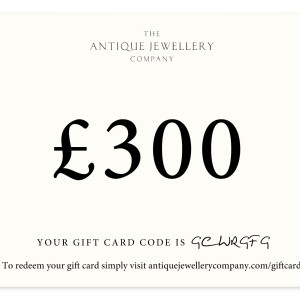 THE
ANTIQUE JEWELLERY
COMPANY
£300
YOUR GIFT CARD CODE IS GCWRGFG
To redeem your gift card simply visit antiquejewellerycompany.com/giftcard